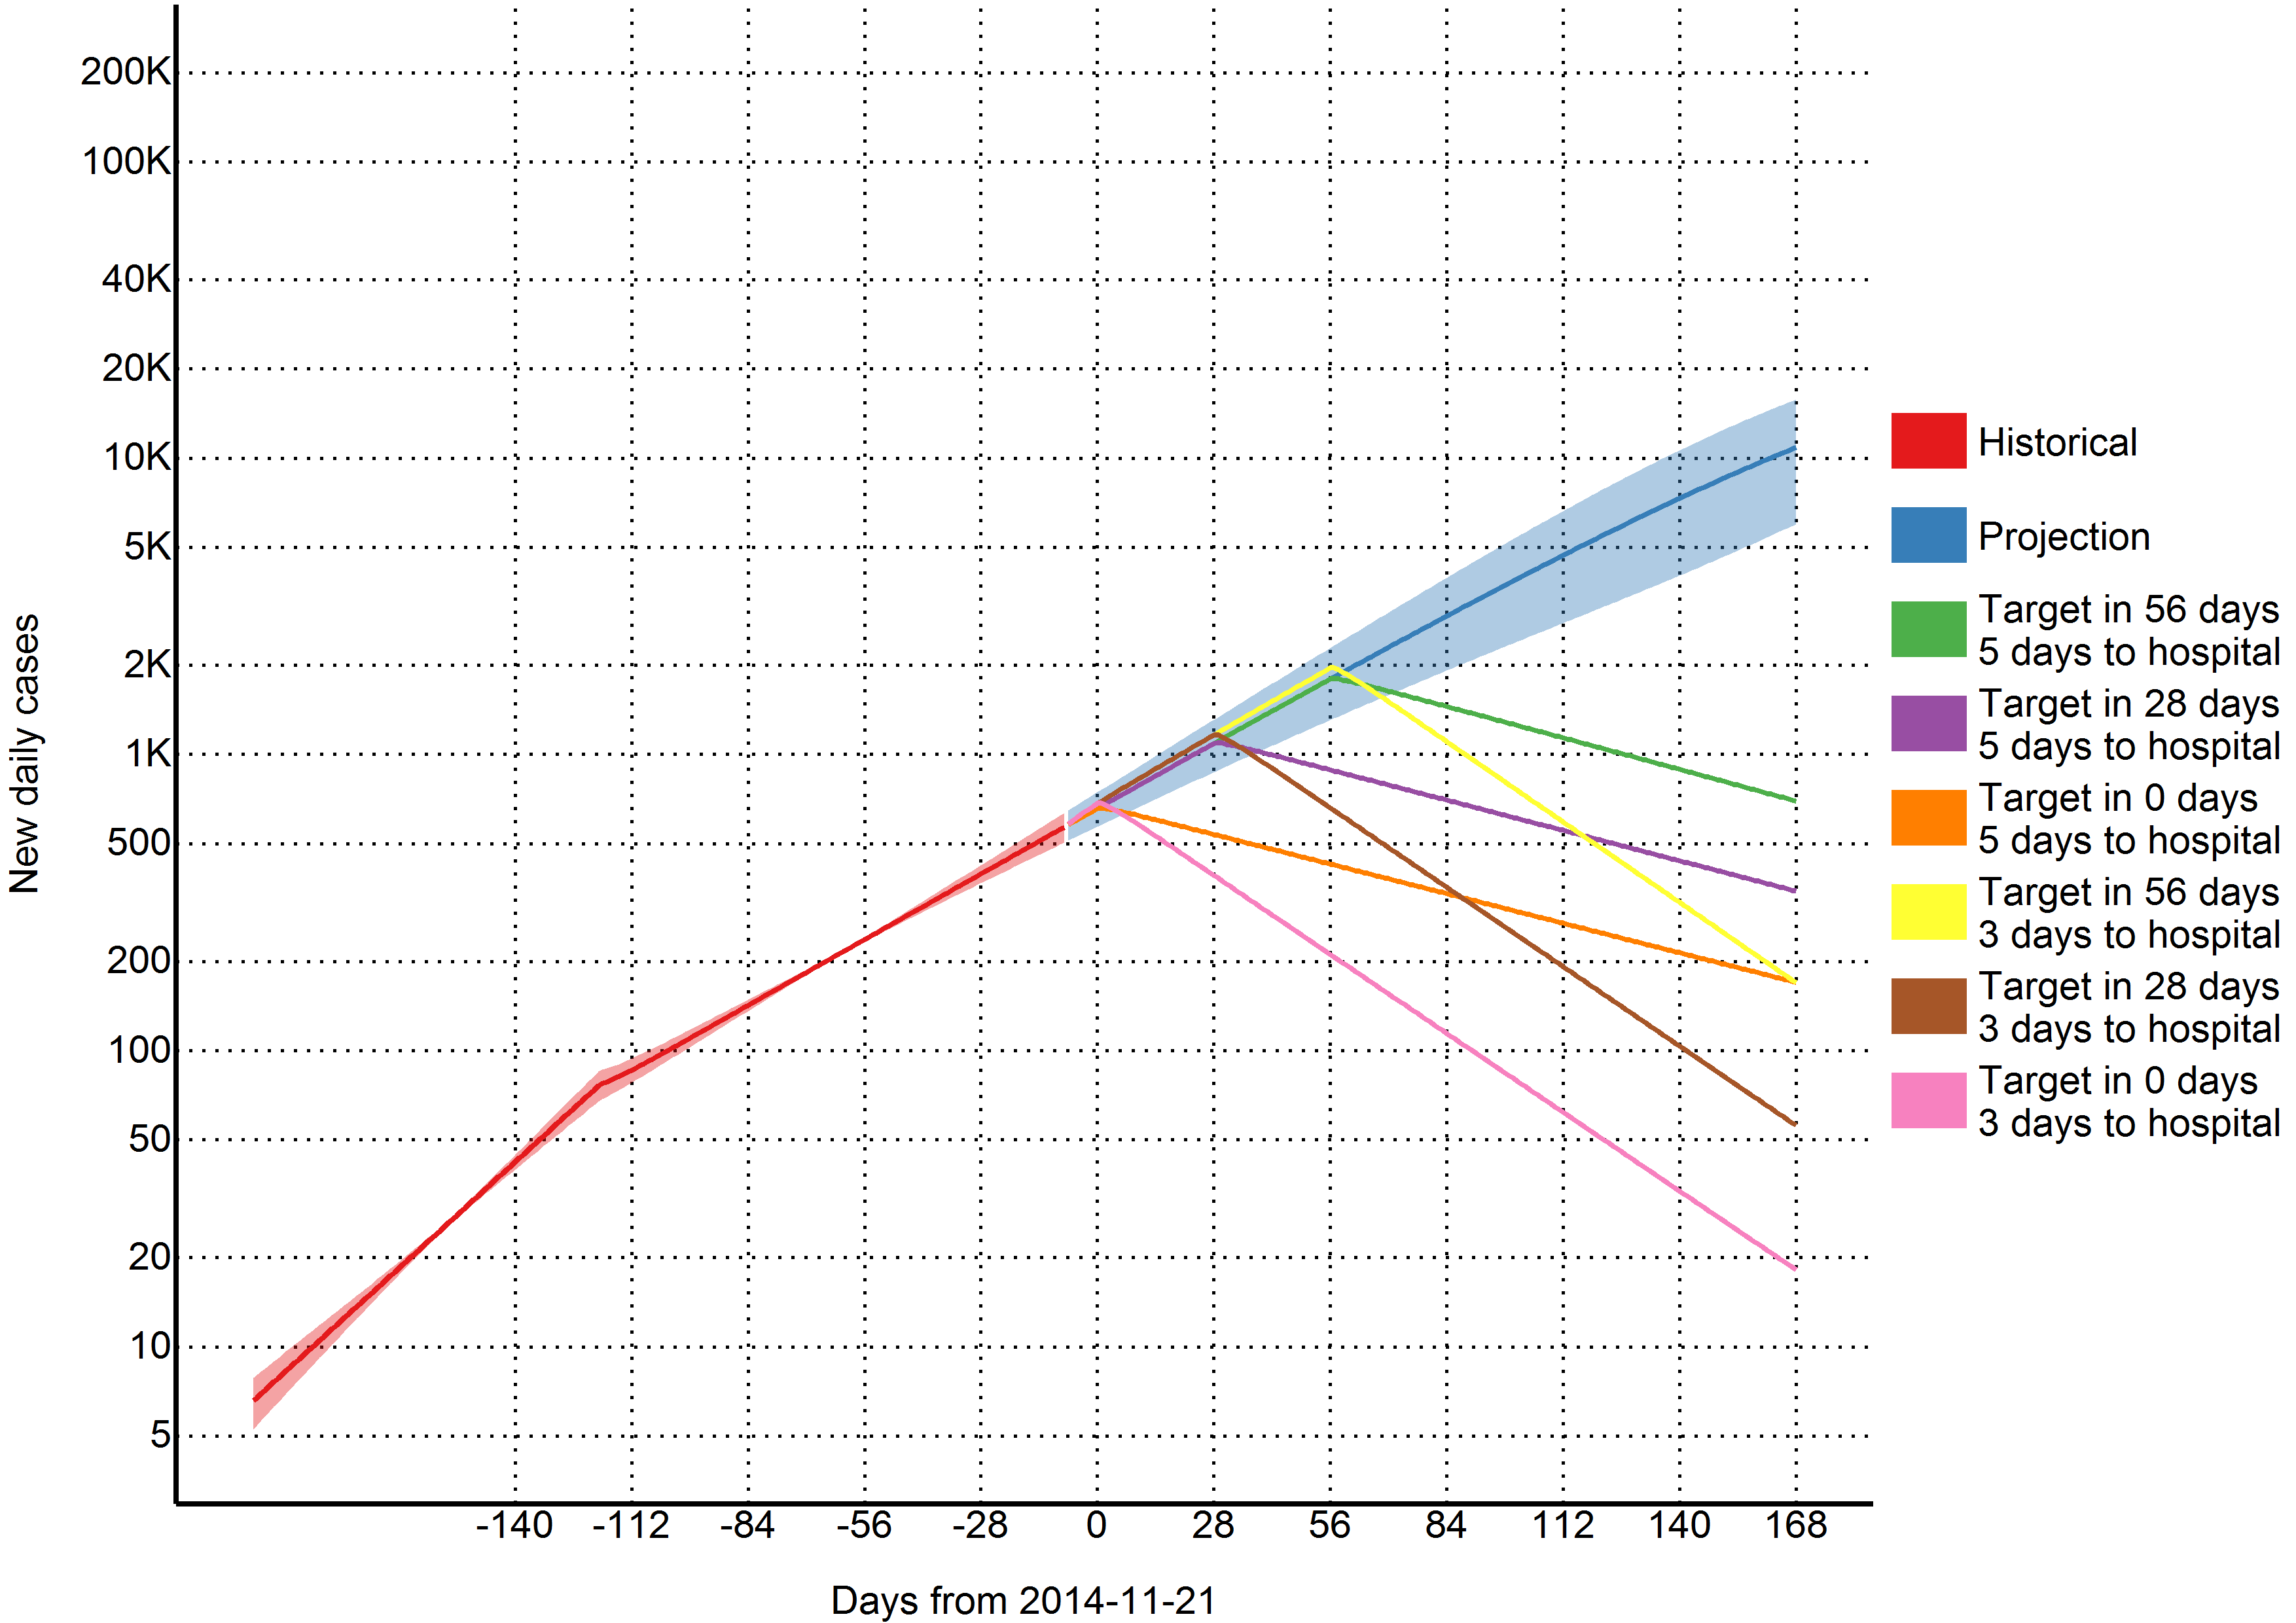 200K
100K
40K
20K
10K
5K
2K
1K
500
200
100
50
20
10
5
New daily cases
-140 -112 -84 -56 -28 0 28 56 84 112 140 168
Days from 2014-11-21
Historical
Projection
Target in 56 days
5 days to hospital
Target in 28 days
5 days to hospital
Target in 0 days
5 days to hospital
Target in 56 days
3 days to hospital
Target in 28 days
3 days to hospital
Target in 0 days
3 days to hospital